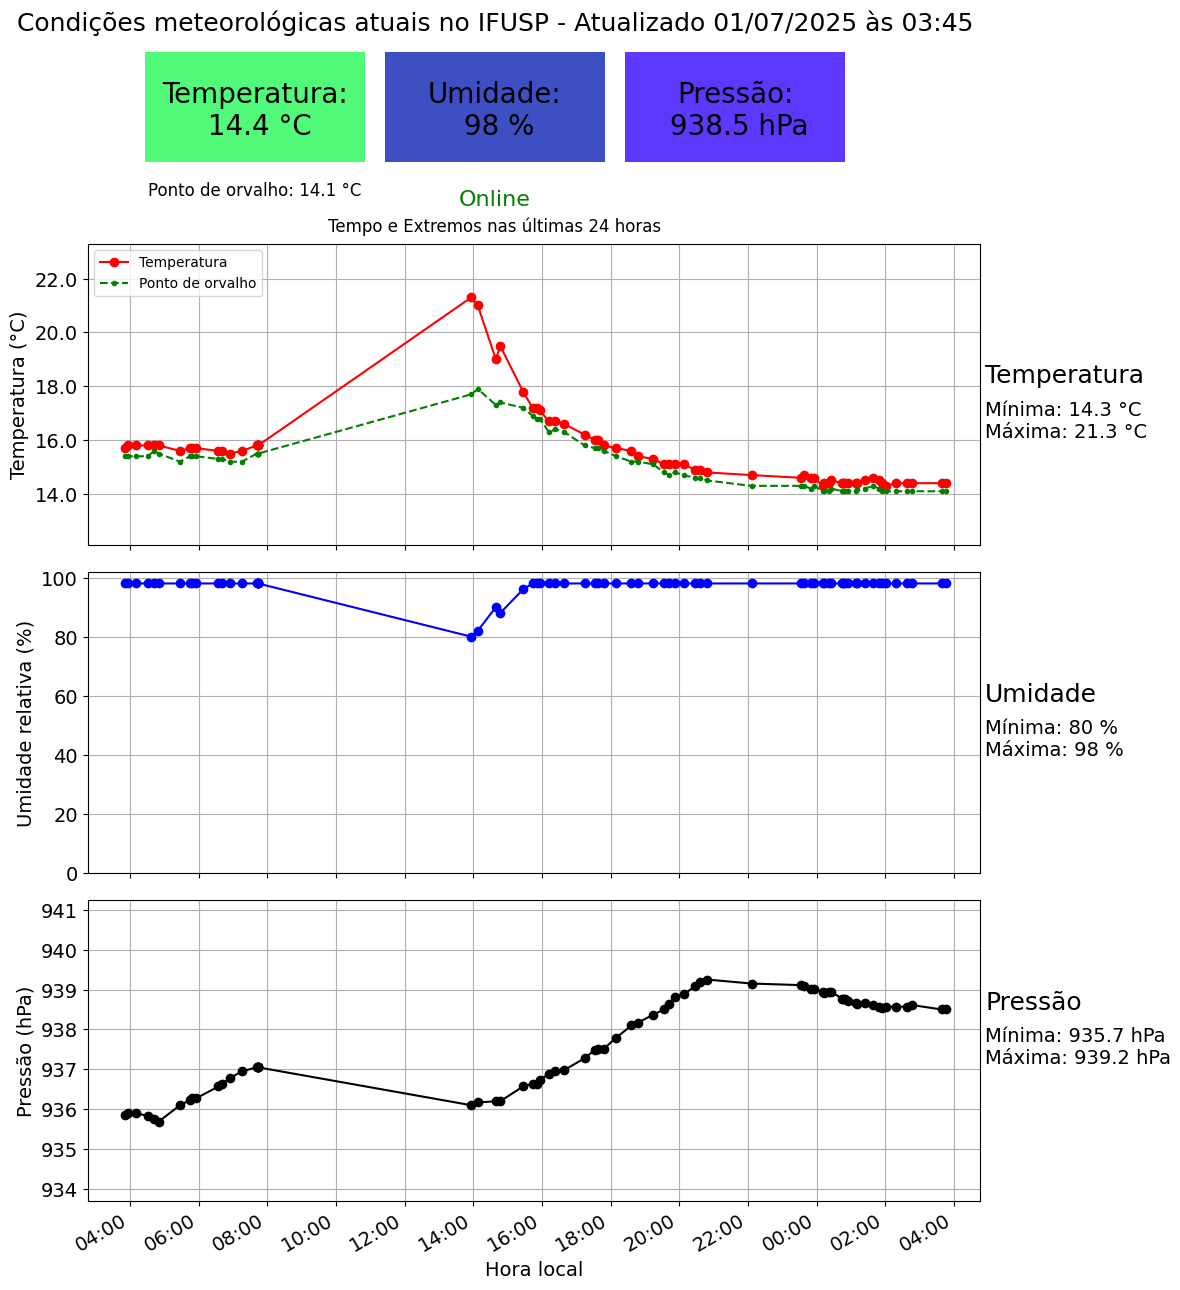 Condições meteorológicas atuais no IFUSP - Atualizado 01/07/2025 às 03:45
Temperatura:
14.4 °C
Umidade:
98 %
Pressão:
938.5 hPa
Ponto de orvalho: 14.1 °C
Online
Tempo e Extremos nas últimas 24 horas
Temperatura
Ponto de orvalho
Temperatura (°C)
22.0
20.0
18.0
16.0
14.0
Temperatura
Mínima: 14.3 °C
Máxima: 21.3 °C
Umidade relativa (%)
100
80
60
40
20
0
Umidade
Mínima: 80 %
Máxima: 98 %
Pressão (hPa)
941
940
939
938
937
936
935
934
Pressão
Mínima: 935.7 hPa
Máxima: 939.2 hPa
04:00
06:00
08:00
10:00
12:00
14:00
16:00
18:00
20:00
22:00
00:00
02:00
04:00
Hora local